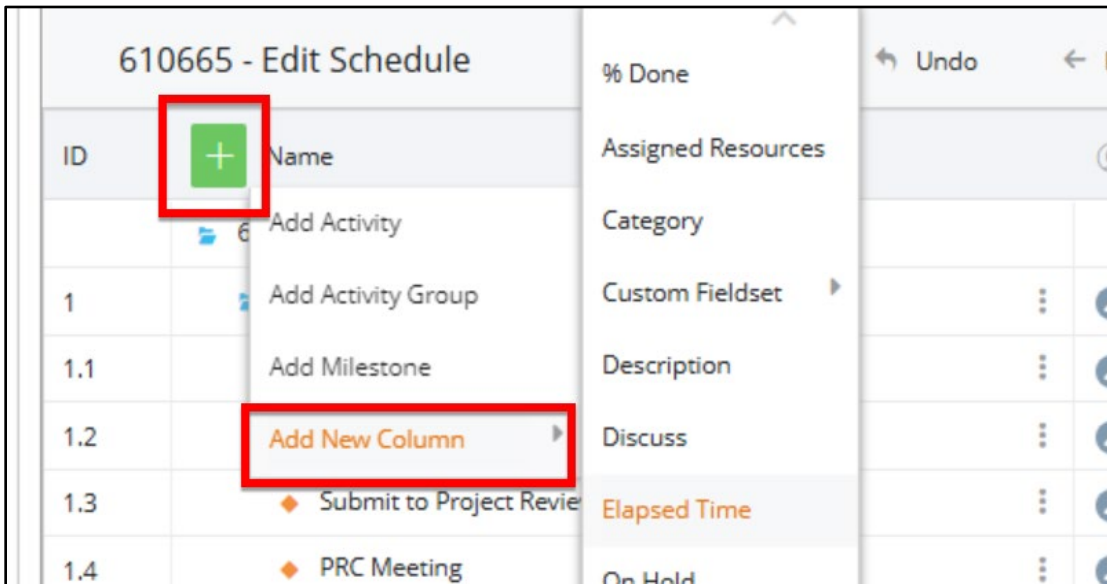 610665 - Edit Schedule
Undo
ID
Name
Add Activity
Add Activity Group
Add Milestone
Add New Column
% Done
Assigned Resources
Category
Custom Fieldset
Description
Discuss
Elapsed Time
On Hold
6
1
1.1
1.2
1.3
Submit to Project Revie
1.4
PRC Meeting